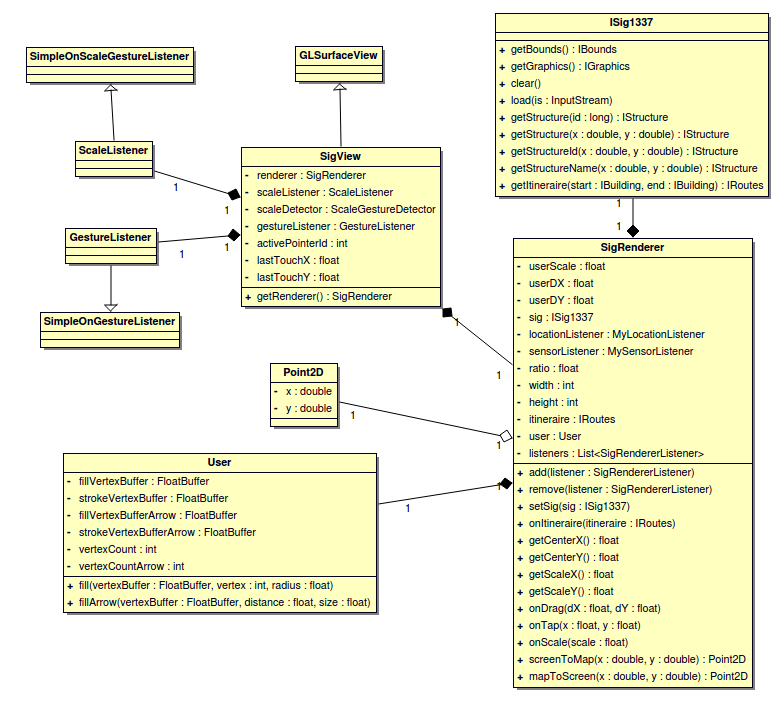 ISig1337
+ getBounds() : IBounds
+ getGraphics() : IGraphics
+ clear()
+ load(is : InputStream)
+ getStructure(id : long) : IStructure
+ getStructure(x : double, y : double) : IStructure
+ getStructureId(x : double, y : double) : IStructure
+ getStructureName(x : double, y : double) : IStructure
+ getItineraire(start : IBuilding, end : IBuilding) : IRoutes
SimpleOnScaleGestureListener
GLSurfaceView
ScaleListener
1
1
SigView
- renderer : SigRenderer
- scaleListener : ScaleListener
- scaleDetector : ScaleGestureDetector
- gestureListener : GestureListener
- activePointerId : int
- lastTouchX : float
- lastTouchY : float
+ getRenderer() : SigRenderer
GestureListener
1
1
SimpleOnGestureListener
1
1
1
1
SigRenderer
- userScale : float
- userDX : float
- userDY : float
- sig : ISig1337
- locationListener : MyLocationListener
- sensorListener : MySensorListener
- ratio : float
- width : int
- height : int
- itineraire : IRoutes
- user : User
- listeners : List<SigRendererListener>
+ add(listener : SigRendererListener)
+ remove(listener : SigRendererListener)
+ setSig(sig : ISig1337)
+ onItineraire(itineraire : IRoutes)
+ getCenterX() : float
+ getCenterY() : float
+ getScaleX() : float
+ getScaleY() : float
+ onDrag(dX : float, dY : float)
+ onTap(x : float, y : float)
+ onScale(scale : float)
+ screenToMap(x : double, y : double) : Point2D
+ mapToScreen(x : double, y : double) : Point2D
Point2D
- x : double
- y : double
1
1
User
- fillVertexBuffer : FloatBuffer
- strokeVertexBuffer : FloatBuffer
- fillVertexBufferArrow : FloatBuffer
- strokeVertexBufferArrow : FloatBuffer
- vertexCount : int
- vertexCountArrow : int
+ fill(vertexBuffer : FloatBuffer, vertex : int, radius : float)
+ fillArrow(vertexBuffer : FloatBuffer, distance : float, size : float)
1
1